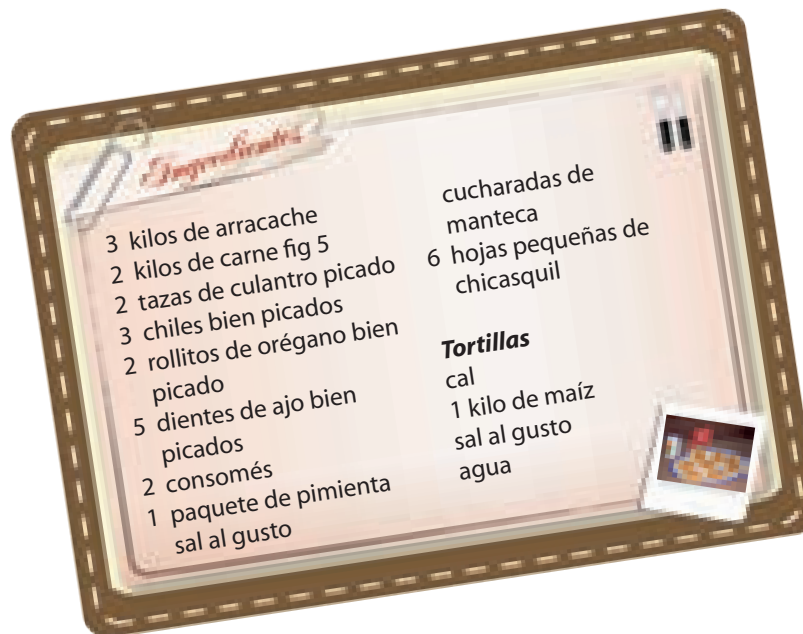 Ingredientes
3 kilos de arracache
2 kilos de carne fig 5
2 tazas de culantro picado
3 chiles bien picados
2 rollitos de orégano bien
picado
5 dientes de ajo bien
picados
2 consomés
1 paquete de pimienta
sal al gusto
cucharadas de
manteca
6 hojas pequeñas de
chicasquil
Tortillas
cal
1 kilo de maíz
sal al gusto
agua